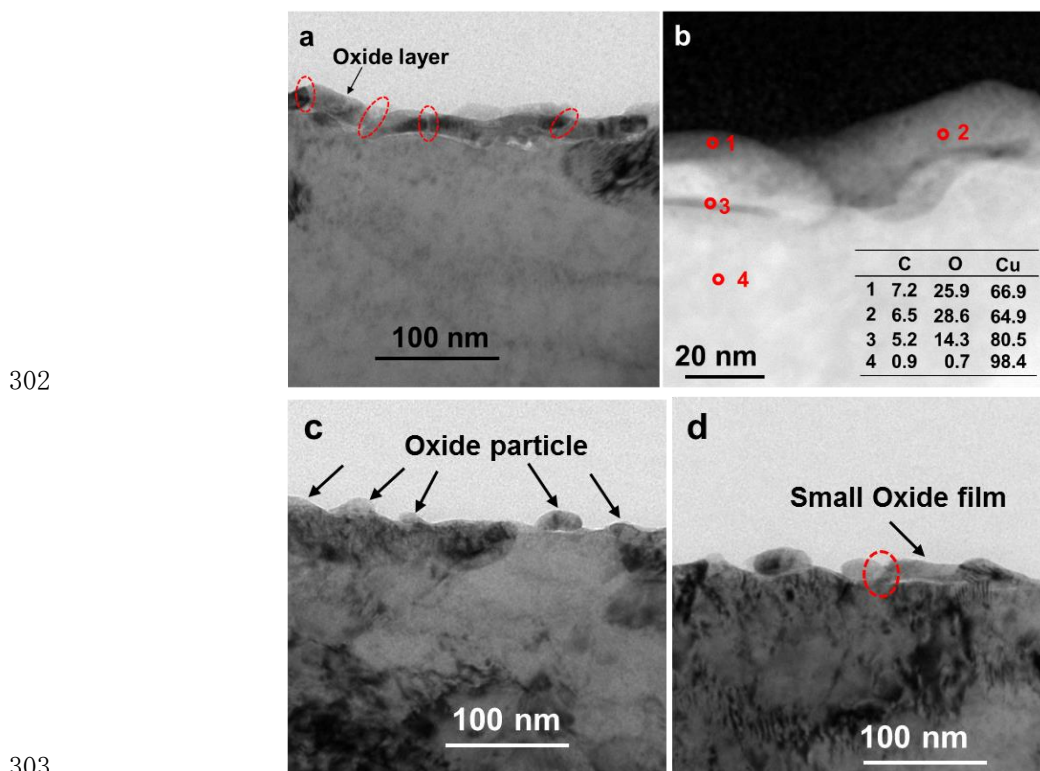 a
Oxide layer
100 nm
b
1
2
3
4
C O Cu
1 7.2 25.9 66.9
2 6.5 28.6 64.9
3 5.2 14.3 80.5
4 0.9 0.7 98.4
20 nm
302
c
Oxide particle
100 nm
d
Small Oxide film
100 nm
303